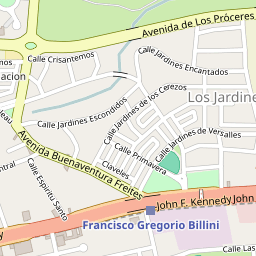 Avenida de Los Próceres
Calle Crisantemos
Calle Jardines Encantados
acion
Los Jardine
Calle Jardines de los Cerezos
Calle Jardines Escondidos
Calle Jardines de Versalles
Avenida Buenaventura Freites
Calle Primavera
Claveles
Calle Espiritu Santo
John F. Kennedy
John
Francisco Gregorio Billini
Calle Las